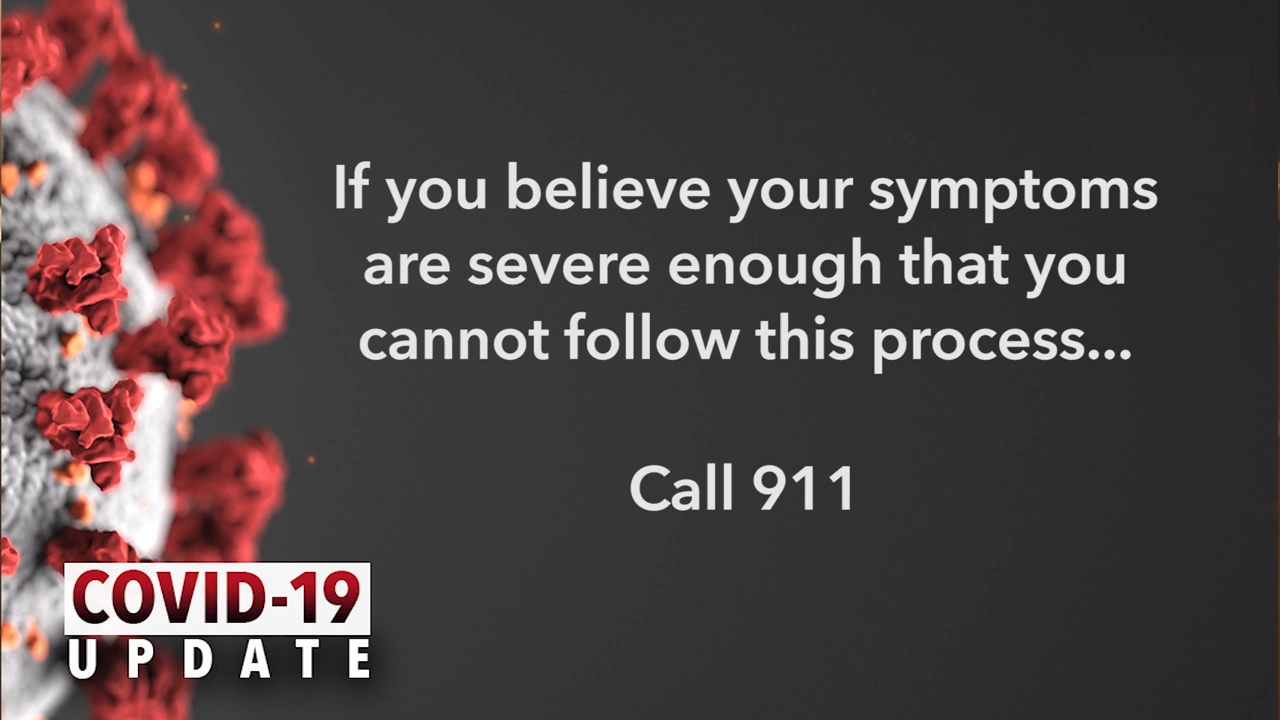 If you believe your symptoms
are severe enough that you
cannot follow this process...
Call 911
COVID-19
UPDATE